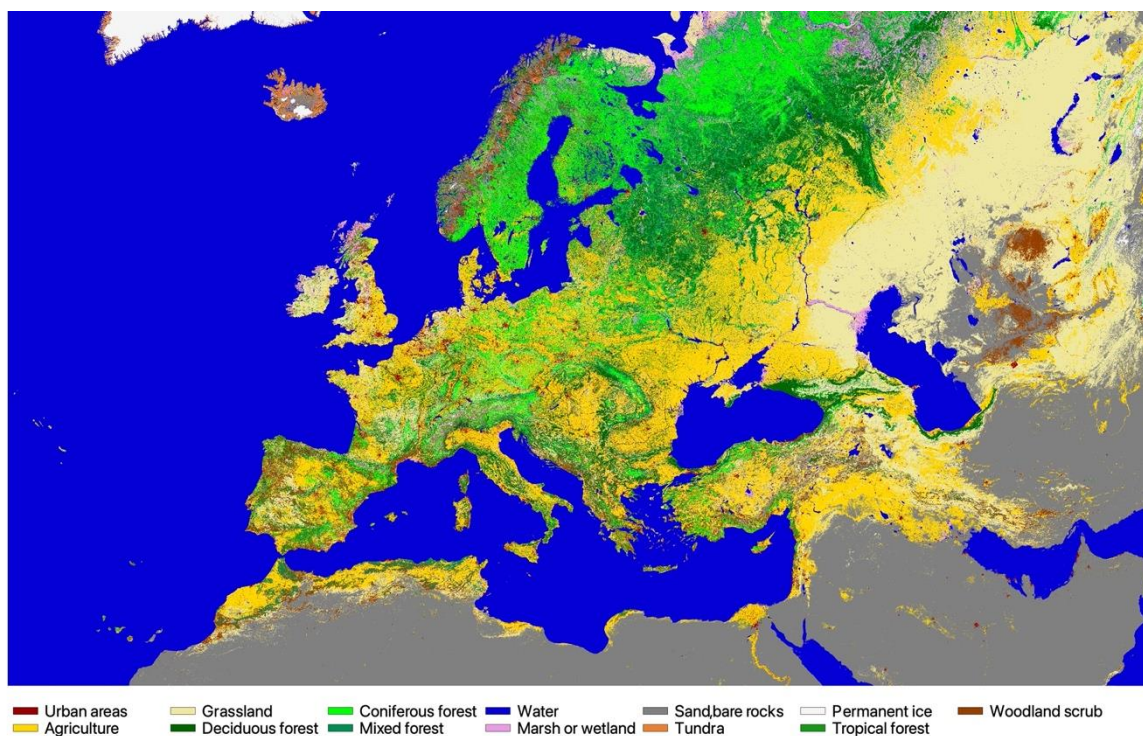 Urban areas Grassland Coniferous forest Water Sand,bare rocks Permanent ice Woodland scrub
Agriculture Deciduous forest Mixed forest Marsh or wetland Tundra Tropical forest